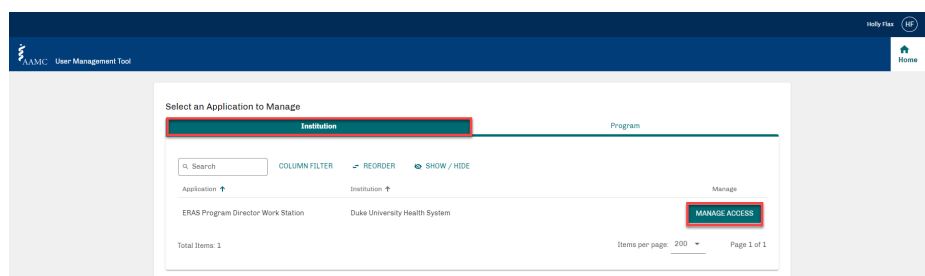 Holly Flax HF
AAMC User Management Tool
Home
Select an Application to Manage
Institution Program
Search COLUMN FILTER REORDER SHOW / HIDE
Application Institution Manage
ERAS Program Director Work Station Duke University Health System MANAGE ACCESS
Total Items: 1 Items per page: 200 Page 1 of 1